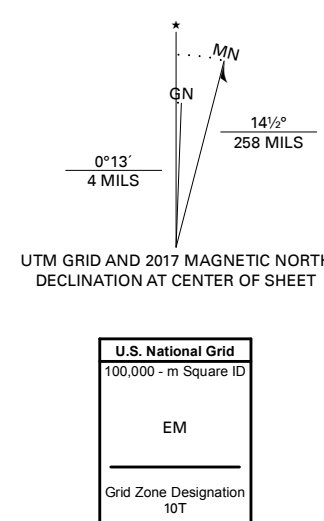 ★
MN
GN
14½°
258 MILS
0°13´
4 MILS
UTM GRID AND 2017 MAGNETIC NORTH
DECLINATION AT CENTER OF SHEET
U.S. National Grid
100,000 - m Square ID
EM
Grid Zone Designation
10T